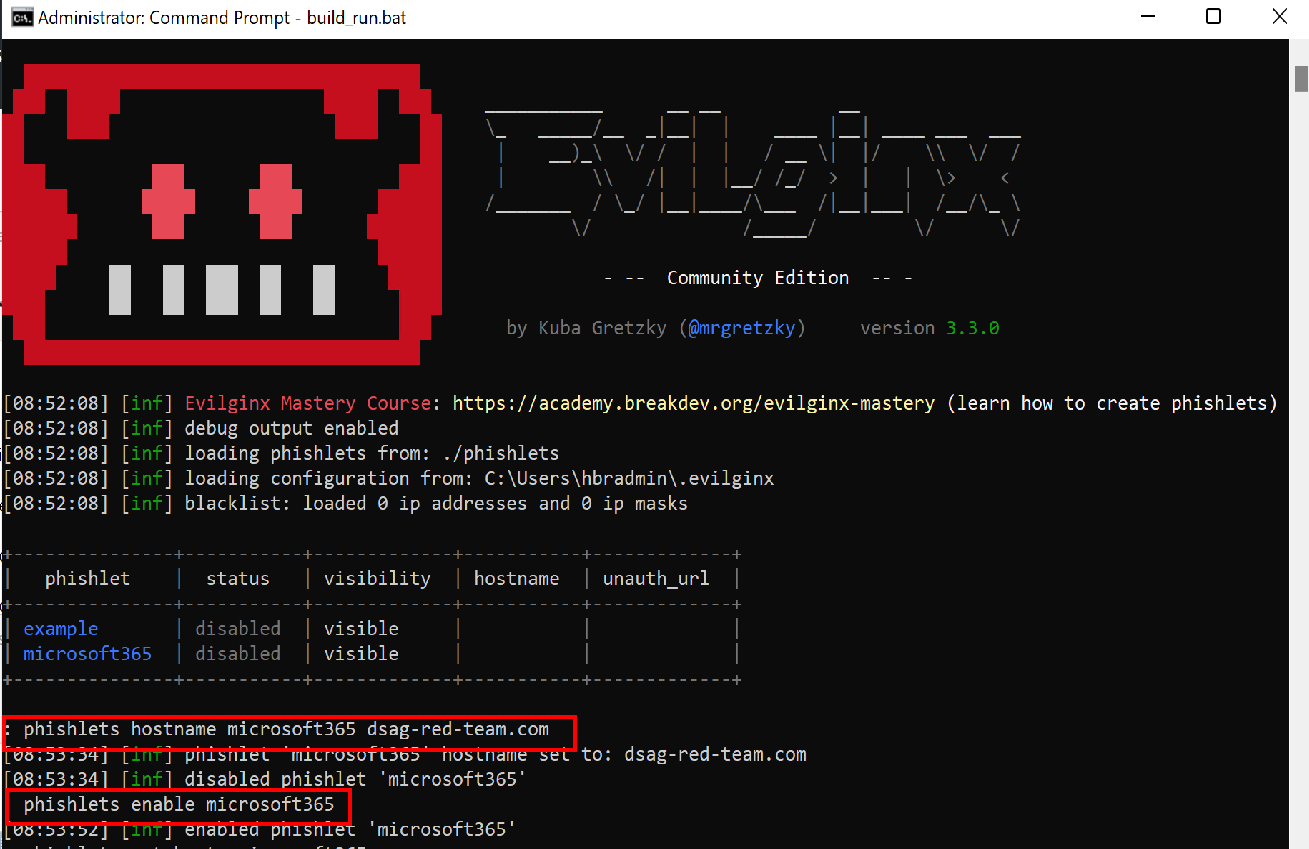 Administrator: Command Prompt - build_run.bat
Evilginx
- -- Community Edition -- -
by Kuba Gretzky (@mrgretzky) version 3.3.0
[08:52:08] [inf] Evilginx Mastery Course: https://academy.breakdev.org/evilginx-mastery (learn how to create phishlets)
[08:52:08] [inf] debug output enabled
[08:52:08] [inf] loading phishlets from: ./phishlets
[08:52:08] [inf] loading configuration from: C:\Users\hbradmin\.evilginx
[08:52:08] [inf] blacklist: loaded 0 ip addresses and 0 ip masks
phishlet | status | visibility | hostname | unauth_url
example | disabled | visible
microsoft365 | disabled | visible
: phishlets hostname microsoft365 dsag-red-team.com
[08:53:34] [inf] phishlet 'microsoft365' hostname set to: dsag-red-team.com
[08:53:34] [inf] disabled phishlet 'microsoft365'
phishlets enable microsoft365
[08:53:52] [inf] enabled phishlet 'microsoft365'